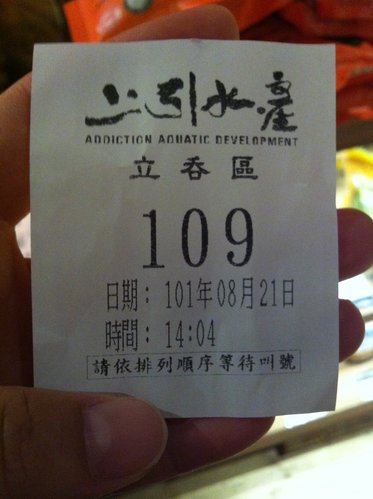 上引水產
ADDICTION AQUATIC DEVELOPMENT
立吞區
109
日期：101年08月21日
時間：14:04
請依排列順序等待叫號